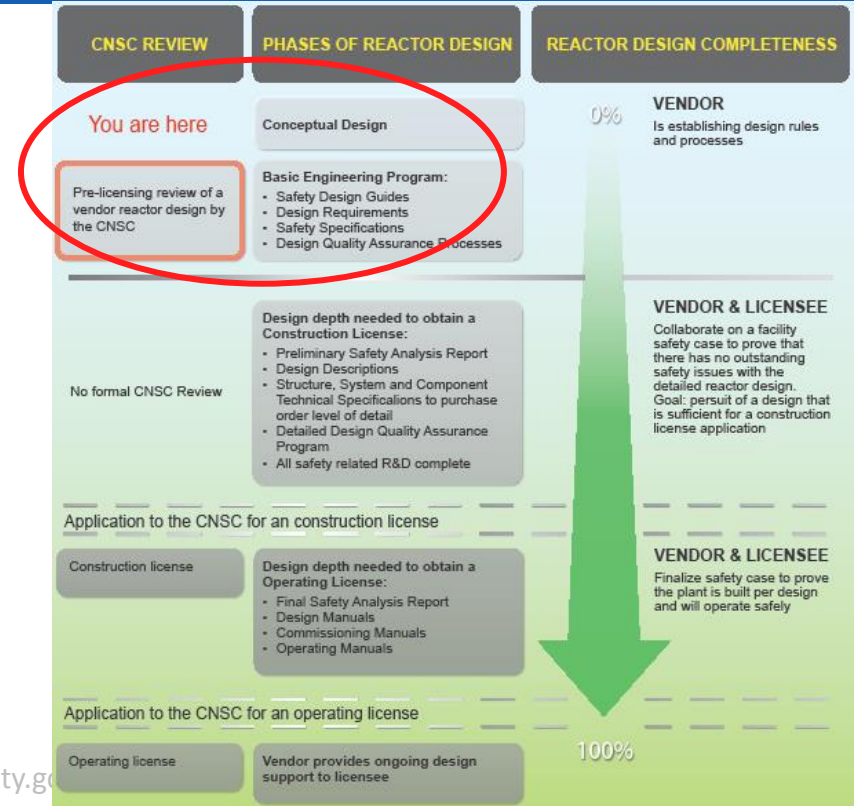 CNSC REVIEW
PHASES OF REACTOR DESIGN
REACTOR DESIGN COMPLETENESS
You are here
Conceptual Design
0%
VENDOR
Is establishing design rules
and processes
Pre-licensing review of a
vendor reactor design by
the CNSC
Basic Engineering Program:
• Safety Design Guides
• Design Requirements
• Safety Specifications
• Design Quality Assurance Processes
No formal CNSC Review
Design depth needed to obtain a
Construction License:
• Preliminary Safety Analysis Report
• Design Descriptions
• Structure, System and Component
Technical Specifications to purchase
order level of detail
• Detailed Design Quality Assurance
Program
• All safety related R&D complete
VENDOR & LICENSEE
Collaborate on a facility
safety case to prove that
there has no outstanding
safety issues with the
detailed reactor design.
Goal: persuit of a design that
is sufficient for a construction
license application
Application to the CNSC for an construction license
Construction license
Design depth needed to obtain a
Operating License:
• Final Safety Analysis Report
• Design Manuals
• Commissioning Manuals
• Operating Manuals
VENDOR & LICENSEE
Finalize safety case to prove
the plant is built per design
and will operate safely
Application to the CNSC for an operating license
100%
Operating license
Vendor provides ongoing design
support to licensee